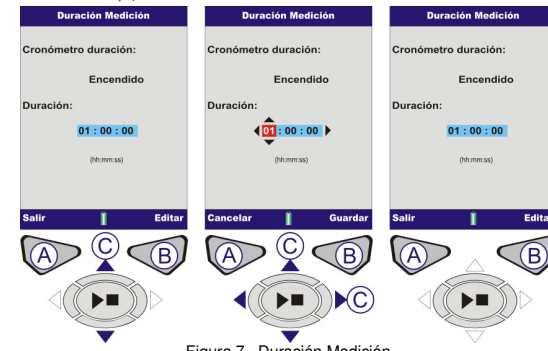 Duración Medición
Cronómetro duración:
Encendido
Duración:
01 : 00 : 00
(hh:mm:ss)
Salir Editar
A C B
Duración Medición
Cronómetro duración:
Encendido
Duración:
01 : 00 : 00
(hh:mm:ss)
Cancelar Guardar
A C B
C
Duración Medición
Cronómetro duración:
Encendido
Duración:
01 : 00 : 00
(hh:mm:ss)
Salir Edita
A B
Figura 7 - Duración Medición